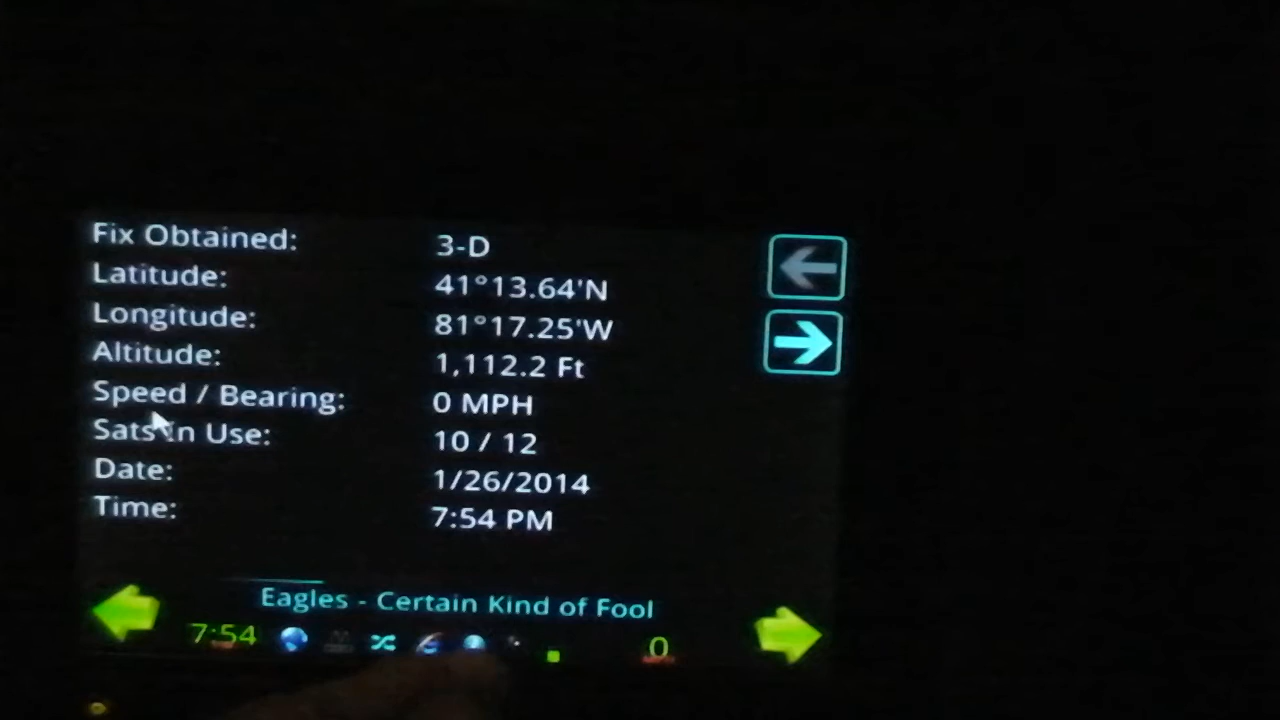 Fix Obtained: 3-D
Latitude: 41°13.64'N
Longitude: 81°17.25'W
Altitude: 1,112.2 Ft
Speed / Bearing: 0 MPH
Sats In Use: 10 / 12
Date: 1/26/2014
Time: 7:54 PM
Eagles - Certain Kind of Fool
7:54 0